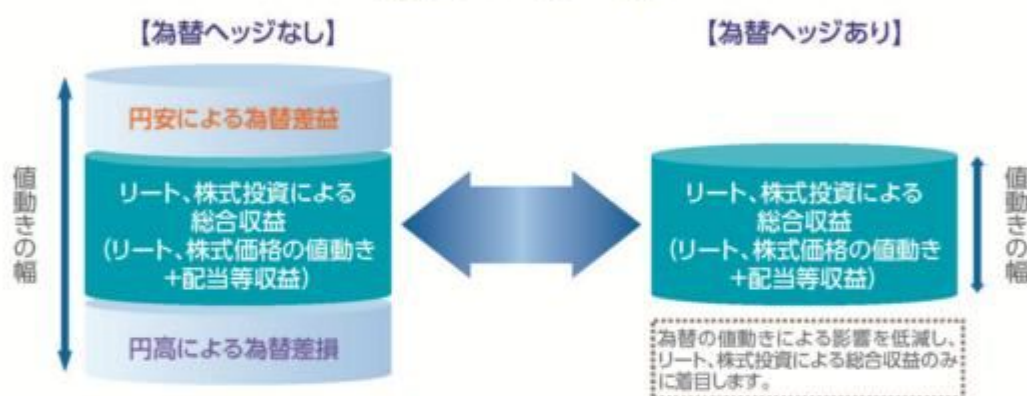 【為替ヘッジなし】
円安による為替差益
リート、株式投資による
総合収益
(リート、株式価格の値動き
+配当等収益)
円高による為替差損
値動きの幅
【為替ヘッジあり】
リート、株式投資による
総合収益
(リート、株式価格の値動き
+配当等収益)
値動きの幅
為替の値動きによる影響を低減し、
リート、株式投資による総合収益のみ
に着目します。